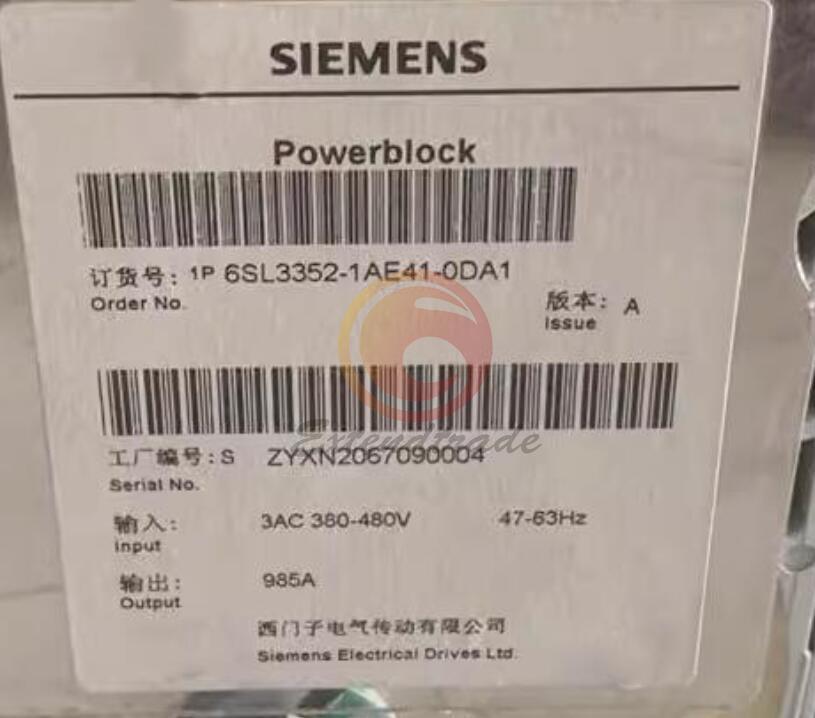 SIEMENS
Powerblock
订货号: 1P 6SL3352-1AE41-0DA1
Order No.
版本: A
Issue
Extendtrade
工厂编号: S ZYXN2067090004
Serial No.
输入: 3AC 380-480V 47-63Hz
Input
输出: 985A
Output
西门子电气传动有限公司
Siemens Electrical Drives Ltd.